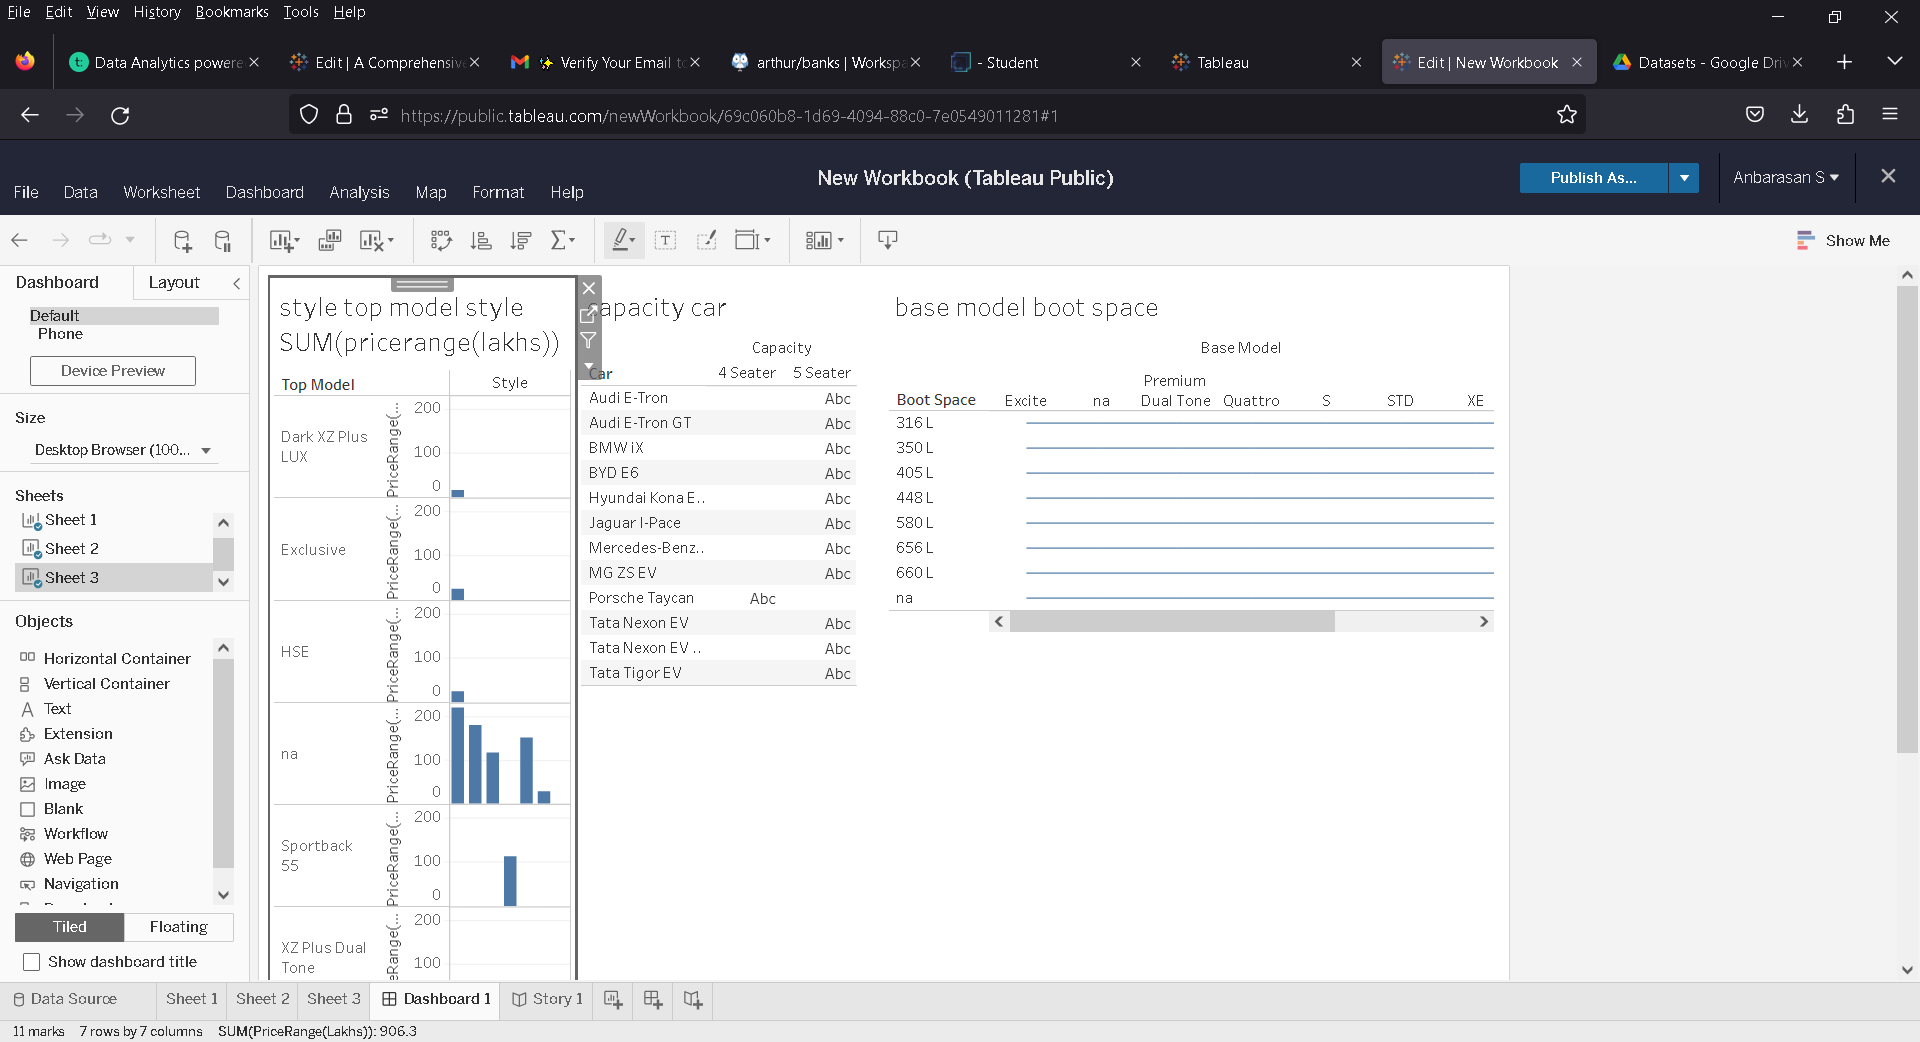 File Edit View History Bookmarks Tools Help
Data Analytics powere
Edit | A Comprehensive
Verify Your Email to
arthur/banks | Workspa
- Student
Tableau
Edit | New Workbook
Datasets - Google Driv
https://public.tableau.com/newWorkbook/69c060b8-1d69-4094-88c0-7e0549011281#1
New Workbook (Tableau Public)
Publish As...
Anbarasan S
File Data Worksheet Dashboard Analysis Map Format Help
Show Me
Dashboard Layout
Default
Phone
Device Preview
Size
Desktop Browser (100...
Sheets
Sheet 1
Sheet 2
Sheet 3
Objects
Horizontal Container
Vertical Container
Text
Extension
Ask Data
Image
Blank
Workflow
Web Page
Navigation
Tiled Floating
Show dashboard title
style top model style
SUM(pricerange(lakhs))
Top Model Style
Dark XZ Plus
LUX
PriceRange(...
200
100
0
Exclusive
PriceRange(...
200
100
0
HSE
PriceRange(...
200
100
0
na
PriceRange(...
200
100
0
Sportback
55
PriceRange(...
200
100
0
XZ Plus Dual
Tone
eRange(...
200
100
apacity car
Capacity
Car 4 Seater 5 Seater
Audi E-Tron Abc
Audi E-Tron GT Abc
BMW iX Abc
BYD E6 Abc
Hyundai Kona E.. Abc
Jaguar I-Pace Abc
Mercedes-Benz.. Abc
MG ZS EV Abc
Porsche Taycan Abc
Tata Nexon EV Abc
Tata Nexon EV .. Abc
Tata Tigor EV Abc
base model boot space
Base Model
Boot Space Excite na Premium Dual Tone Quattro S STD XE
316 L
350 L
405 L
448 L
580 L
656 L
660 L
na
Data Source Sheet 1 Sheet 2 Sheet 3 Dashboard 1 Story 1
11 marks 7 rows by 7 columns SUM(PriceRange(Lakhs)): 906.3